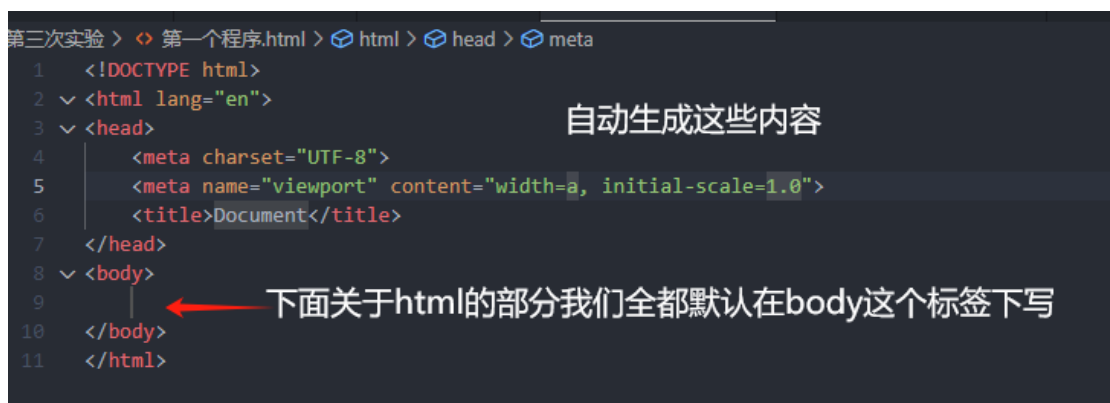 第三次实验 > <> 第一个程序.html > html > head > meta
1 <!DOCTYPE html>
2 <html lang="en">
自动生成这些内容
3 <head>
4 <meta charset="UTF-8">
5 <meta name="viewport" content="width=a, initial-scale=1.0">
6 <title>Document</title>
7 </head>
8 <body>
9 下面关于html的部分我们全都默认在body这个标签下写
10 </body>
11 </html>